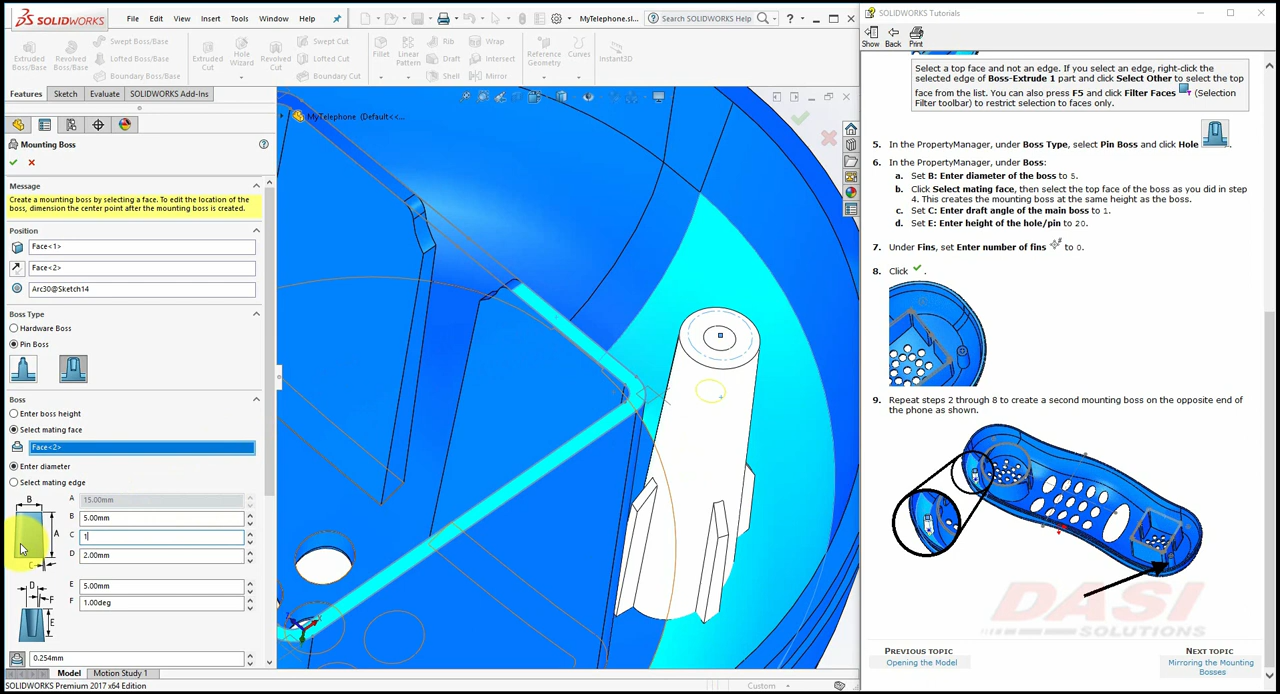 SOLIDWORKS
File Edit View Insert Tools Window Help
MyTelephone.sl...
Search SOLIDWORKS Help
?
Extruded Boss/Base
Revolved Boss/Base
Swept Boss/Base
Lofted Boss/Base
Boundary Boss/Base
Extruded Cut
Hole Wizard
Revolved Cut
Swept Cut
Lofted Cut
Boundary Cut
Fillet
Linear Pattern
Rib
Draft
Shell
Wrap
Intersect
Mirror
Reference Geometry
Curves
Instant3D
Features Sketch Evaluate SOLIDWORKS Add-Ins
MyTelephone (Default<<...
Mounting Boss
Message
Create a mounting boss by selecting a face. To edit the location of the
boss, dimension the center point after the mounting boss is created.
Position
Face<1>
Face<2>
Arc30@Sketch14
Boss Type
Hardware Boss
Pin Boss
Boss
Enter boss height
Select mating face
Face<2>
Enter diameter
Select mating edge
A 15.00mm
B 5.00mm
C 1
D 2.00mm
E 5.00mm
F 1.00deg
B
A
C
D
F
E
0.254mm
Model Motion Study 1
SOLIDWORKS Premium 2017 x64 Edition
Custom
SOLIDWORKS Tutorials
Show Back Print
Select a top face and not an edge. If you select an edge, right-click the
selected edge of Boss-Extrude 1 part and click Select Other to select the top
face from the list. You can also press F5 and click Filter Faces (Selection
Filter toolbar) to restrict selection to faces only.
5. In the PropertyManager, under Boss Type, select Pin Boss and click Hole .
6. In the PropertyManager, under Boss:
a. Set B: Enter diameter of the boss to 5.
b. Click Select mating face, then select the top face of the boss as you did in step
4. This creates the mounting boss at the same height as the boss.
c. Set C: Enter draft angle of the main boss to 1.
d. Set E: Enter height of the hole/pin to 20.
7. Under Fins, set Enter number of fins to 0.
8. Click .
9. Repeat steps 2 through 8 to create a second mounting boss on the opposite end of
the phone as shown.
DASI
SOLUTIONS
PREVIOUS TOPIC
Opening the Model
NEXT TOPIC
Mirroring the Mounting
Bosses